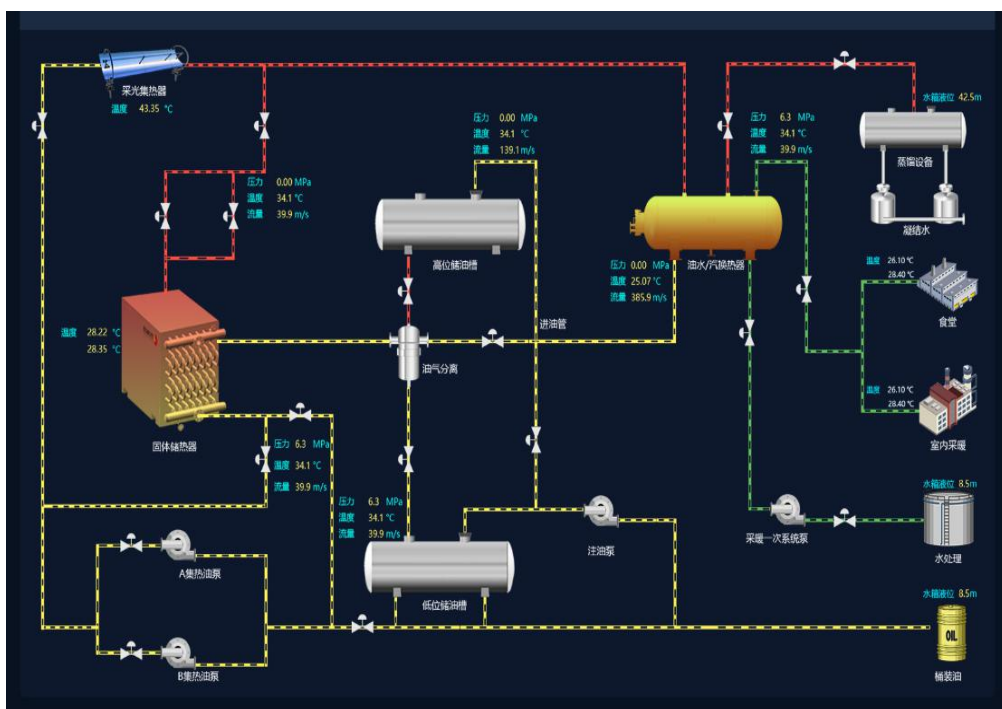 采光集热器
温度 43.35 °C
压力 0.00 MPa
温度 34.1 °C
流量 139.1 m/s
压力 6.3 MPa
温度 34.1 °C
流量 39.9 m/s
水箱液位 42.5m
蒸馏设备
凝结水
压力 0.00 MPa
温度 34.1 °C
流量 39.9 m/s
高位储油槽
油水/汽换热器
压力 0.00 MPa
温度 25.07 °C
流量 385.9 m/s
温度 26.10 °C
28.40 °C
食堂
温度 28.22 °C
28.35 °C
进油管
油气分离
温度 26.10 °C
28.40 °C
室内采暖
固体储热器
压力 6.3 MPa
温度 34.1 °C
流量 39.9 m/s
压力 6.3 MPa
温度 34.1 °C
流量 39.9 m/s
水箱液位 8.5m
注油泵
采暖一次系统泵
水处理
A集热油泵
低位储油槽
水箱液位 8.5m
OIL
B集热油泵
桶装油